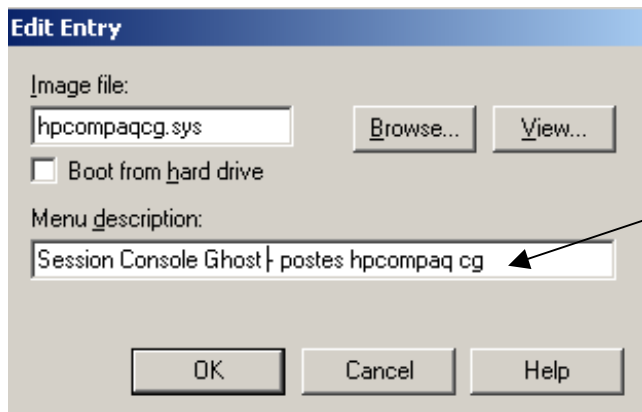 Edit Entry
Image file:
hpcompaqcg.sys
Browse... View...
Boot from hard drive
Menu description:
Session Console Ghost- postes hpcompaq cg
OK Cancel Help